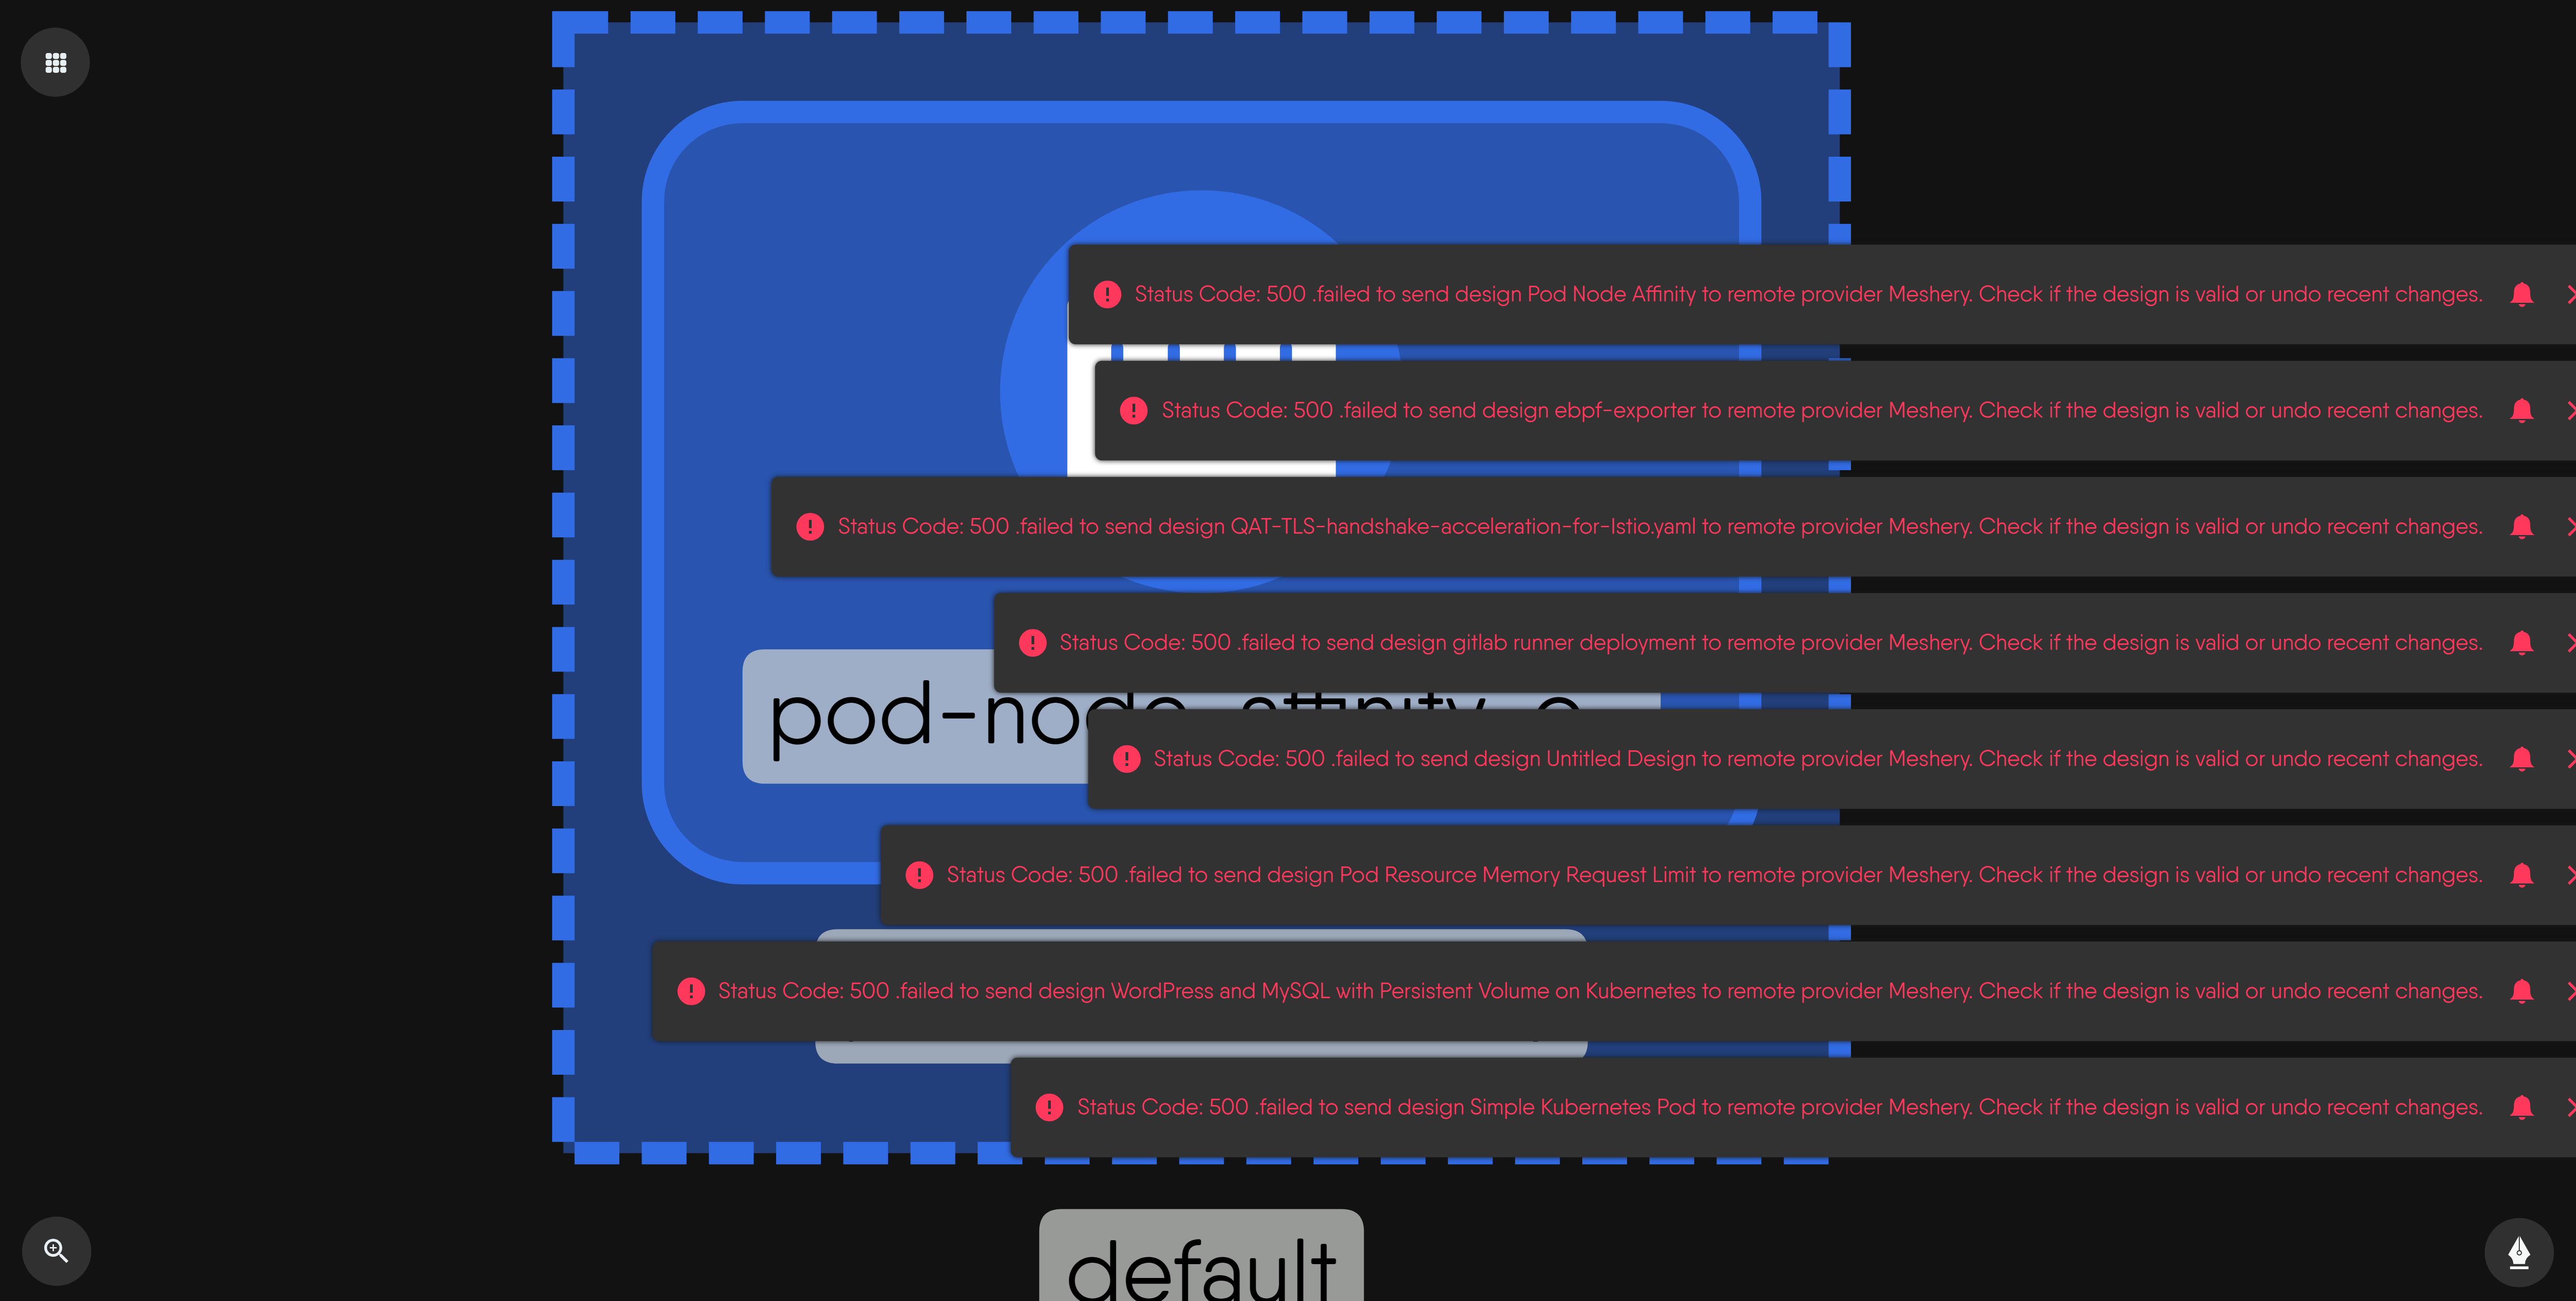 Status Code: 500 .failed to send design Pod Node Affinity to remote provider Meshery. Check if the design is valid or undo recent changes.
Status Code: 500 .failed to send design ebpf-exporter to remote provider Meshery. Check if the design is valid or undo recent changes.
Status Code: 500 .failed to send design QAT-TLS-handshake-acceleration-for-Istio.yaml to remote provider Meshery. Check if the design is valid or undo recent changes.
Status Code: 500 .failed to send design gitlab runner deployment to remote provider Meshery. Check if the design is valid or undo recent changes.
pod-node-affinity-
Status Code: 500 .failed to send design Untitled Design to remote provider Meshery. Check if the design is valid or undo recent changes.
Status Code: 500 .failed to send design Pod Resource Memory Request Limit to remote provider Meshery. Check if the design is valid or undo recent changes.
Status Code: 500 .failed to send design WordPress and MySQL with Persistent Volume on Kubernetes to remote provider Meshery. Check if the design is valid or undo recent changes.
Status Code: 500 .failed to send design Simple Kubernetes Pod to remote provider Meshery. Check if the design is valid or undo recent changes.
default